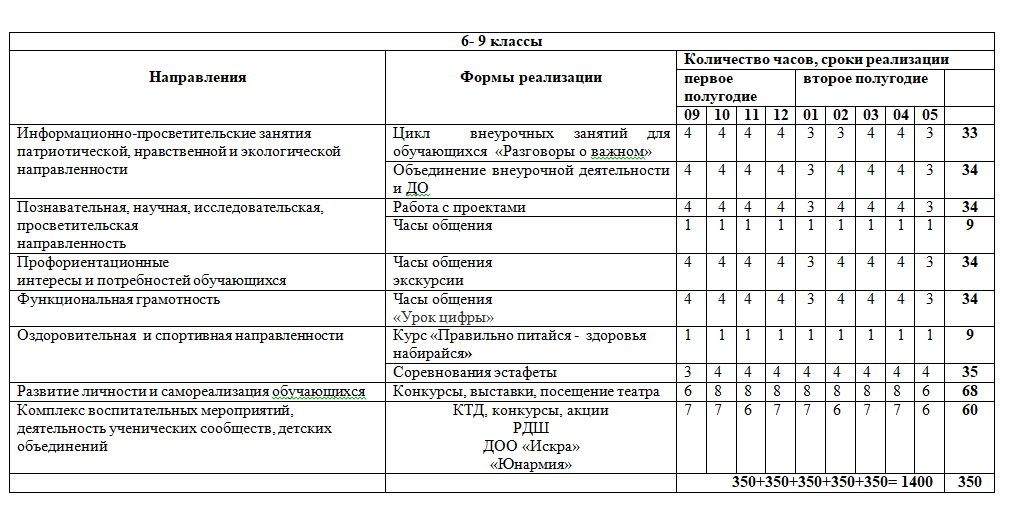 6- 9 классы
Направления
Формы реализации
Количество часов, сроки реализации
первое
полугодие
второе полугодие
09 10 11 12 01 02 03 04 05
Информационно-просветительские занятия
патриотической, нравственной и экологической
направленности
Цикл внеурочных занятий для
обучающихся «Разговоры о важном»
4 4 4 4 3 3 4 4 3 33
Объединение внеурочной деятельности
и ДО
4 4 4 4 3 4 4 4 3 34
Познавательная, научная, исследовательская,
просветительская
направленность
Работа с проектами
4 4 4 4 3 4 4 4 3 34
Часы общения
1 1 1 1 1 1 1 1 1 9
Профориентационные
интересы и потребностей обучающихся
Часы общения
экскурсии
4 4 4 4 3 4 4 4 3 34
Функциональная грамотность
Часы общения
«Урок цифры»
4 4 4 4 3 4 4 4 3 34
Оздоровительная и спортивная направленности
Курс «Правильно питайся - здоровья
набирайся»
1 1 1 1 1 1 1 1 1 9
Соревнования эстафеты
3 4 4 4 4 4 4 4 4 35
Развитие личности и самореализация обучающихся
Конкурсы, выставки, посещение театра
6 8 8 8 8 8 8 8 6 68
Комплекс воспитательных мероприятий,
деятельность ученических сообществ, детских
объединений
КТД, конкурсы, акции
РДШ
ДОО «Искра»
«Юнармия»
7 7 6 7 7 6 7 7 6 60
350+350+350+350+350= 1400 350